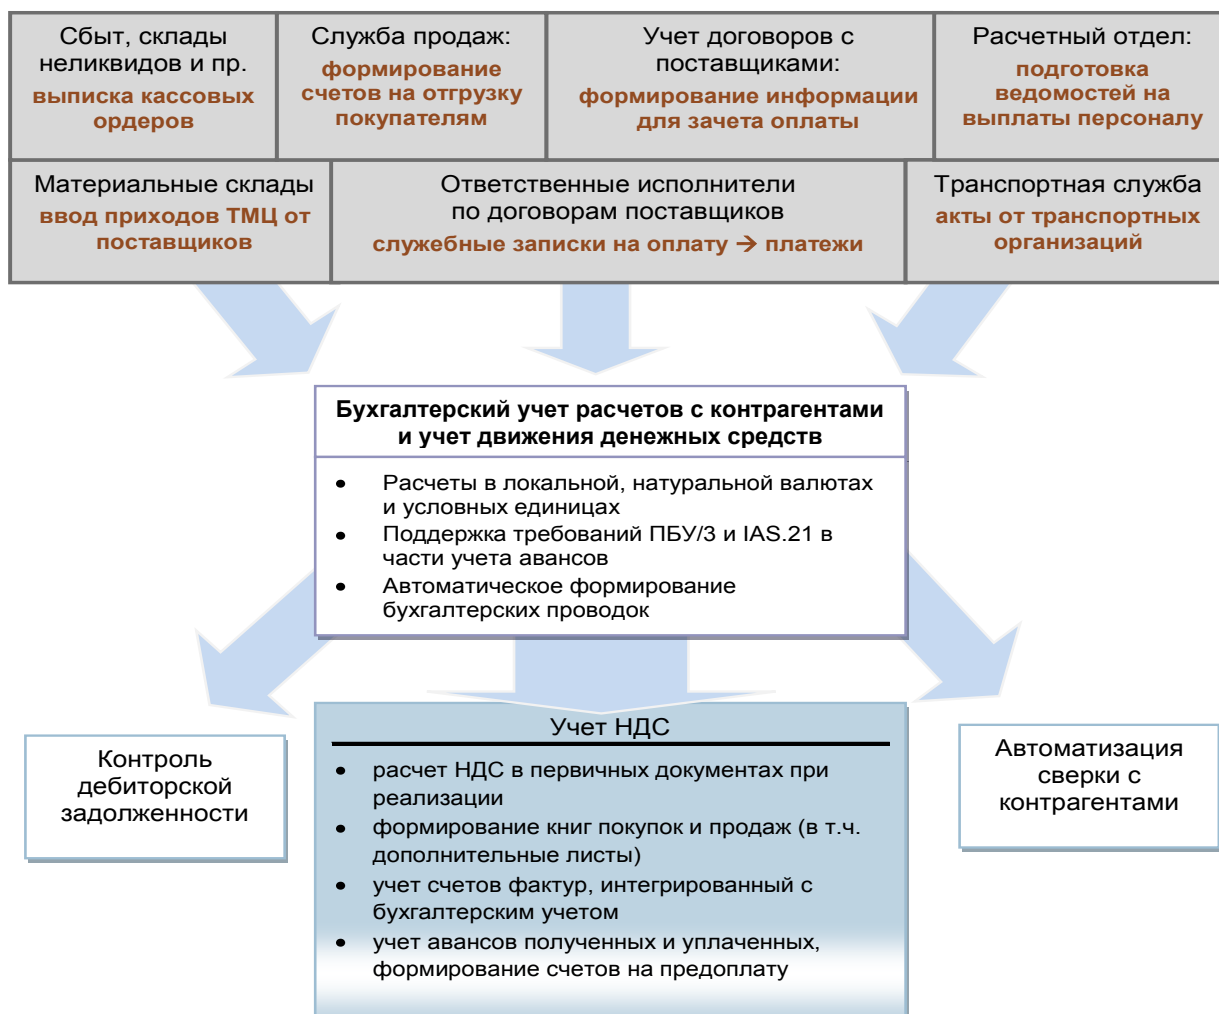 Сбыт, склады
неликвидов и пр.
выписка кассовых
ордеров
Служба продаж:
формирование
счетов на отгрузку
покупателям
Учет договоров с
поставщиками:
формирование информации
для зачета оплаты
Расчетный отдел:
подготовка
ведомостей на
выплаты персоналу
Материальные склады
ввод приходов ТМЦ от
поставщиков
Ответственные исполнители
по договорам поставщиков
служебные записки на оплату → платежи
Транспортная служба
акты от транспортных
организаций
Бухгалтерский учет расчетов с контрагентами
и учет движения денежных средств
• Расчеты в локальной, натуральной валютах
и условных единицах
• Поддержка требований ПБУ/3 и IAS.21 в
части учета авансов
• Автоматическое формирование
бухгалтерских проводок
Контроль
дебиторской
задолженности
Учет НДС
• расчет НДС в первичных документах при
реализации
• формирование книг покупок и продаж (в т.ч.
дополнительные листы)
• учет счетов фактур, интегрированный с
бухгалтерским учетом
• учет авансов полученных и уплаченных,
формирование счетов на предоплату
Автоматизация
сверки с
контрагентами